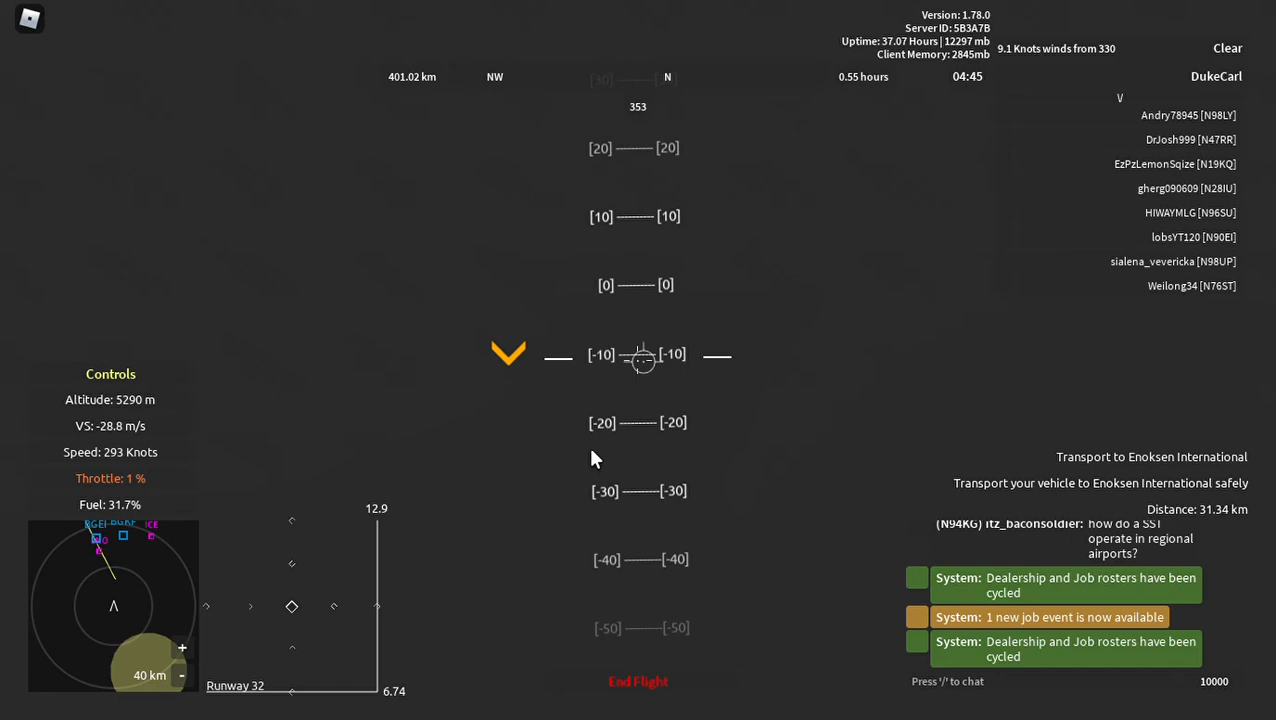 Version: 1.78.0
Server ID: 5B3A7B
Uptime: 37.07 Hours | 12297 mb
Client Memory: 2845mb
9.1 Knots winds from 330
Clear
401.02 km
NW
N
0.55 hours
04:45
DukeCarl
353
V
Andry78945 [N98LY]
DrJosh999 [N47RR]
EzPzLemonSqize [N19KQ]
gherg090609 [N28IU]
HIWAYMLG [N96SU]
lobsYT120 [N90EI]
sialena_vevericka [N98UP]
Weilong34 [N76ST]
[30] [30]
[20] [20]
[10] [10]
[0] [0]
[-10] [-10]
[-20] [-20]
[-30] [-30]
[-40] [-40]
[-50] [-50]
Controls
Altitude: 5290 m
VS: -28.8 m/s
Speed: 293 Knots
Throttle: 1 %
Fuel: 31.7%
BGEI
40 km
+
-
12.9
Runway 32
6.74
End Flight
Transport to Enoksen International
Transport your vehicle to Enoksen International safely
Distance: 31.34 km
(N94KG) itz_baconsoldier: how do a SST
operate in regional
airports?
System: Dealership and Job rosters have been
cycled
System: 1 new job event is now available
System: Dealership and Job rosters have been
cycled
Press '/' to chat
10000